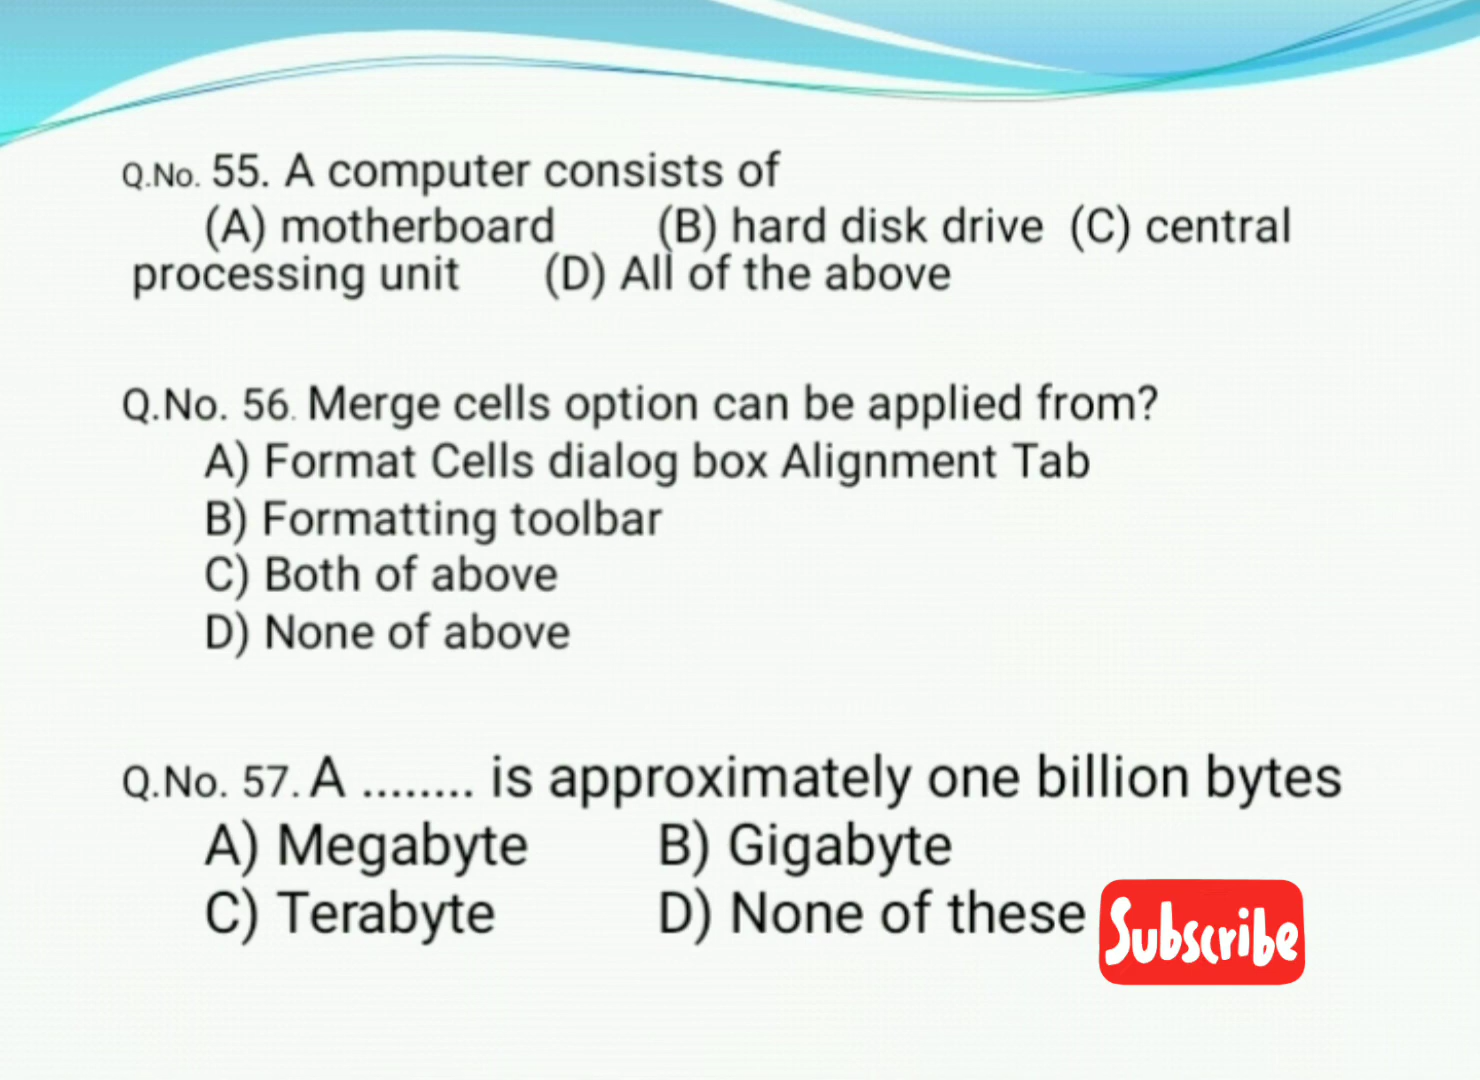 Q.No. 55. A computer consists of
(A) motherboard (B) hard disk drive (C) central
processing unit (D) All of the above
Q.No. 56. Merge cells option can be applied from?
A) Format Cells dialog box Alignment Tab
B) Formatting toolbar
C) Both of above
D) None of above
Q.No. 57. A ........ is approximately one billion bytes
A) Megabyte B) Gigabyte
C) Terabyte D) None of these
Subscribe